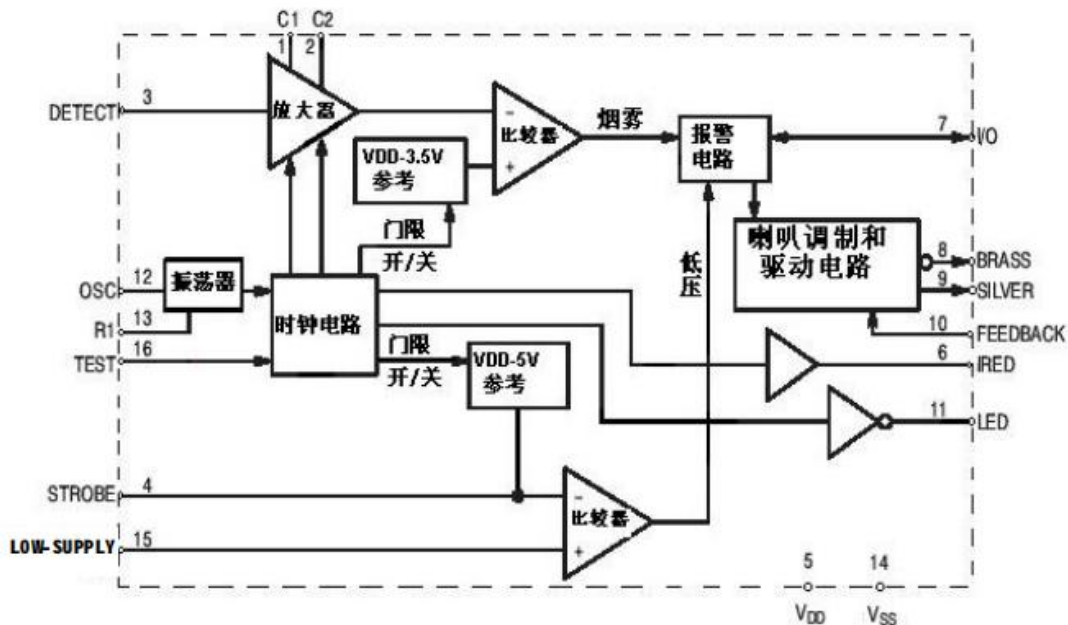 C1 C2
1 2
DETECT 3
放大器
- 比较器 +
烟雾
报警
电路
7 I/O
VDD-3.5V
参考
门限
开/关
低压
喇叭调制和
驱动电路
8 BRASS
9 SILVER
10 FEEDBACK
OSC 12
振荡器
R1 13
TEST 16
时钟电路
门限
开/关
VDD-5V
参考
6 IRED
11 LED
STROBE 4
- 比较器 +
LOW-SUPPLY 15
5 14
VDD VSS